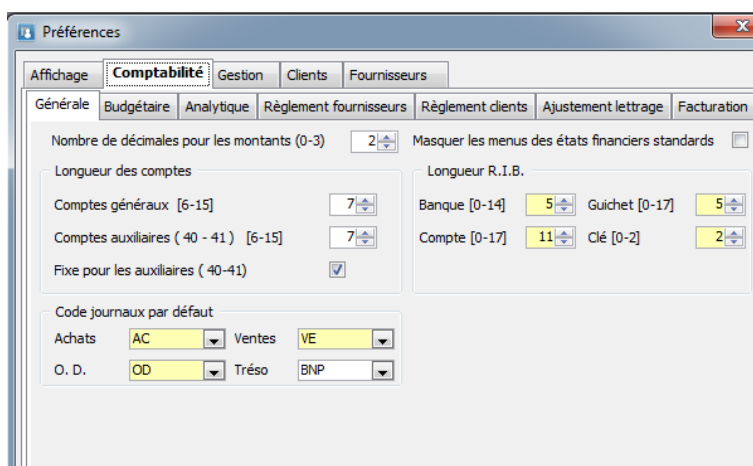 Préférences
Affichage Comptabilité Gestion Clients Fournisseurs
Générale Budgétaire Analytique Règlement fournisseurs Règlement clients Ajustement lettrage Facturation
Nombre de décimales pour les montants (0-3) 2 Masquer les menus des états financiers standards
Longueur des comptes Longueur R.I.B.
Comptes généraux [6-15] 7 Banque [0-14] 5 Guichet [0-17] 5
Comptes auxiliaires ( 40 - 41 ) [6-15] 7 Compte [0-17] 11 Clé [0-2] 2
Fixe pour les auxiliaires ( 40-41)
Code journaux par défaut
Achats AC Ventes VE
O. D. OD Tréso BNP